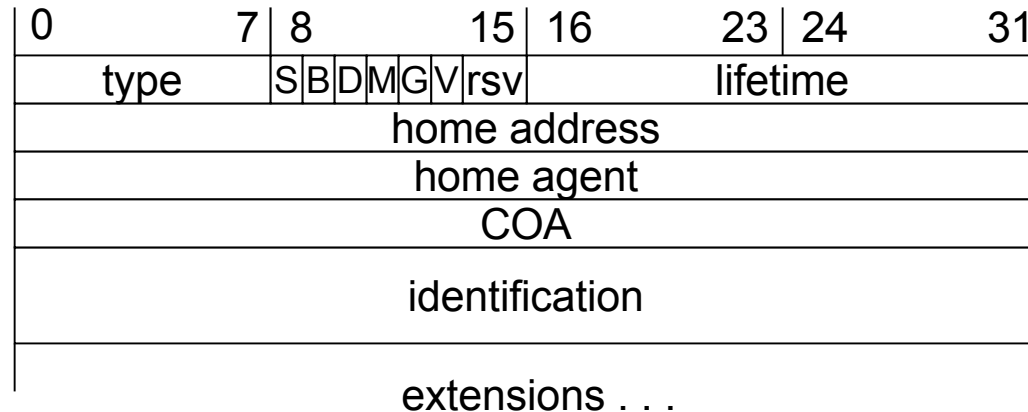 0 7 8 15 16 23 24 31
type S B D M G V rsv lifetime
home address
home agent
COA
identification
extensions . . .